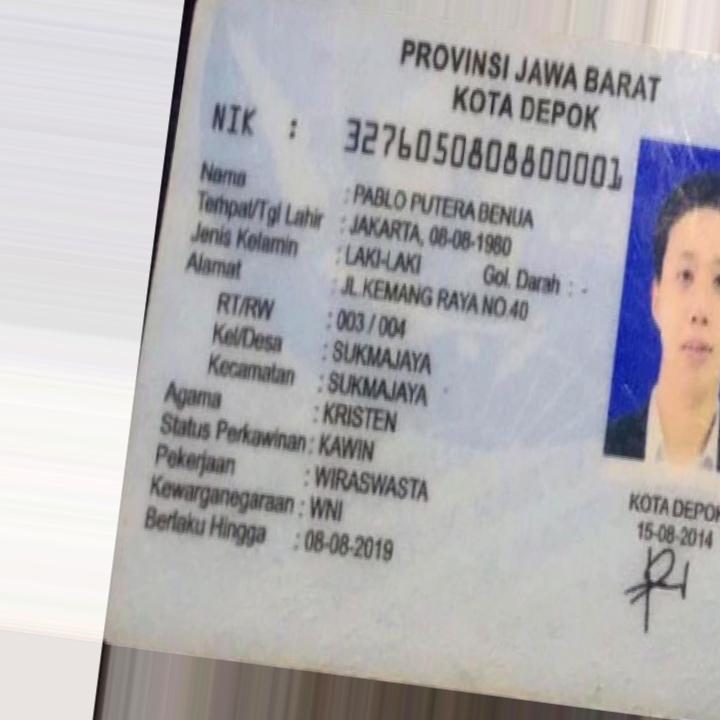 PROVINSI JAWA BARAT
KOTA DEPOK
NIK : 3276050808800001
Nama : PABLO PUTERA BENUA
Tempat/Tgl Lahir : JAKARTA, 08-08-1980
Jenis Kelamin : LAKI-LAKI Gol. Darah : -
Alamat : JL.KEMANG RAYA NO.40
RT/RW : 003 / 004
Kel/Desa : SUKMAJAYA
Kecamatan : SUKMAJAYA
Agama : KRISTEN
Status Perkawinan : KAWIN
Pekerjaan : WIRASWASTA
Kewarganegaraan : WNI
Berlaku Hingga : 08-08-2019
KOTA DEPOK
15-08-2014